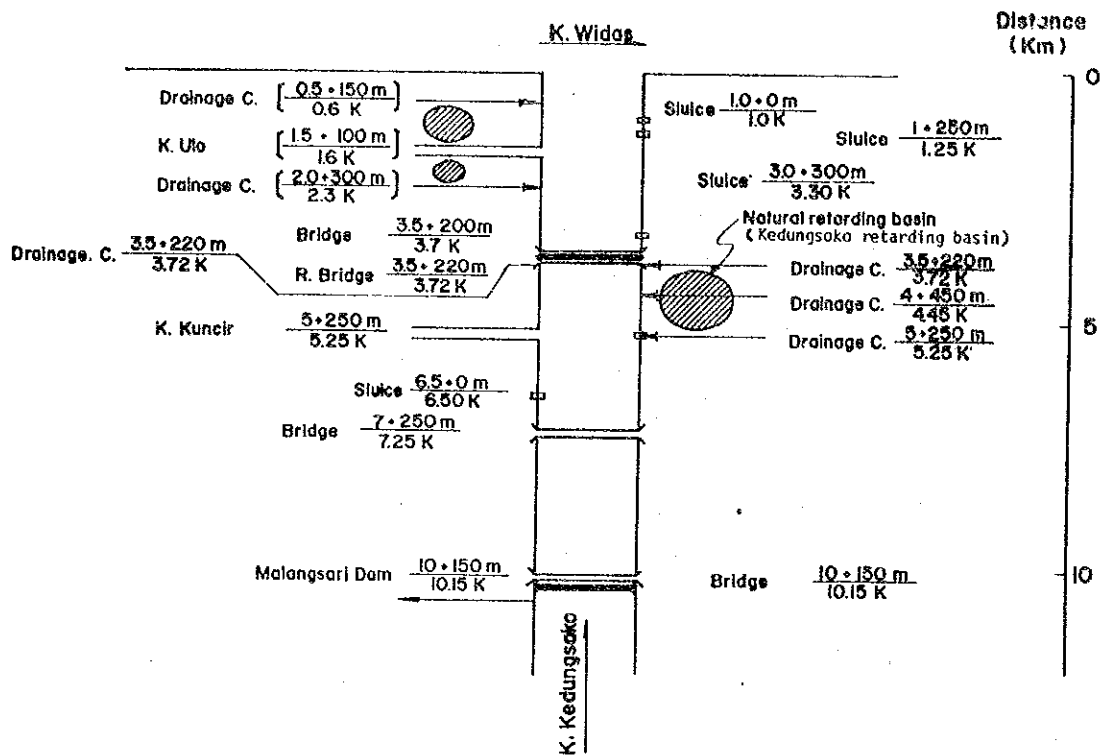 K. Widas
Distance
(Km)
0
Drainage C. [0.5+150 m / 0.6 K]
Sluice 1.0+0 m / 1.0 K
K. Ulo [1.5+100 m / 1.6 K]
Sluice 1+250 m / 1.25 K
Drainage C. [2.0+300 m / 2.3 K]
Sluice 3.0+300 m / 3.30 K
Natural retarding basin
(Kedungsoko retarding basin)
Bridge 3.5+200 m / 3.7 K
Drainage. C. 3.5+220 m / 3.72 K
R. Bridge 3.5+220 m / 3.72 K
Drainage C. 3.5+220 m / 3.72 K
Drainage C. 4+450 m / 4.45 K
K. Kuncir 5+250 m / 5.25 K
Drainage C. 5+250 m / 5.25 K
5
Sluice 6.5+0 m / 6.50 K
Bridge 7+250 m / 7.25 K
Malangsari Dam 10+150 m / 10.15 K
Bridge 10+150 m / 10.15 K
10
K. Kedungsoko